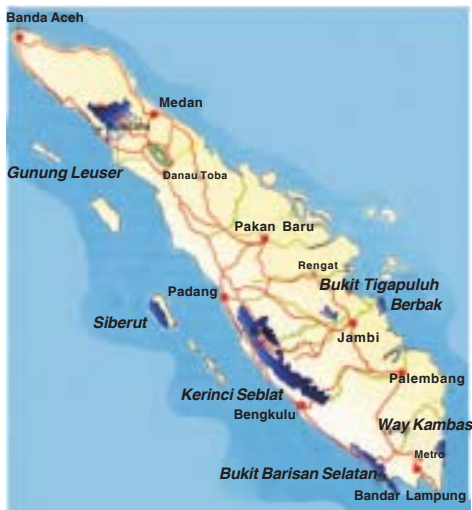 Banda Aceh
Medan
Gunung Leuser
Danau Toba
Pakan Baru
Rengat
Bukit Tigapuluh
Padang
Berbak
Siberut
Jambi
Palembang
Kerinci Seblat
Bengkulu
Way Kambas
Metro
Bukit Barisan Selatan
Bandar Lampung